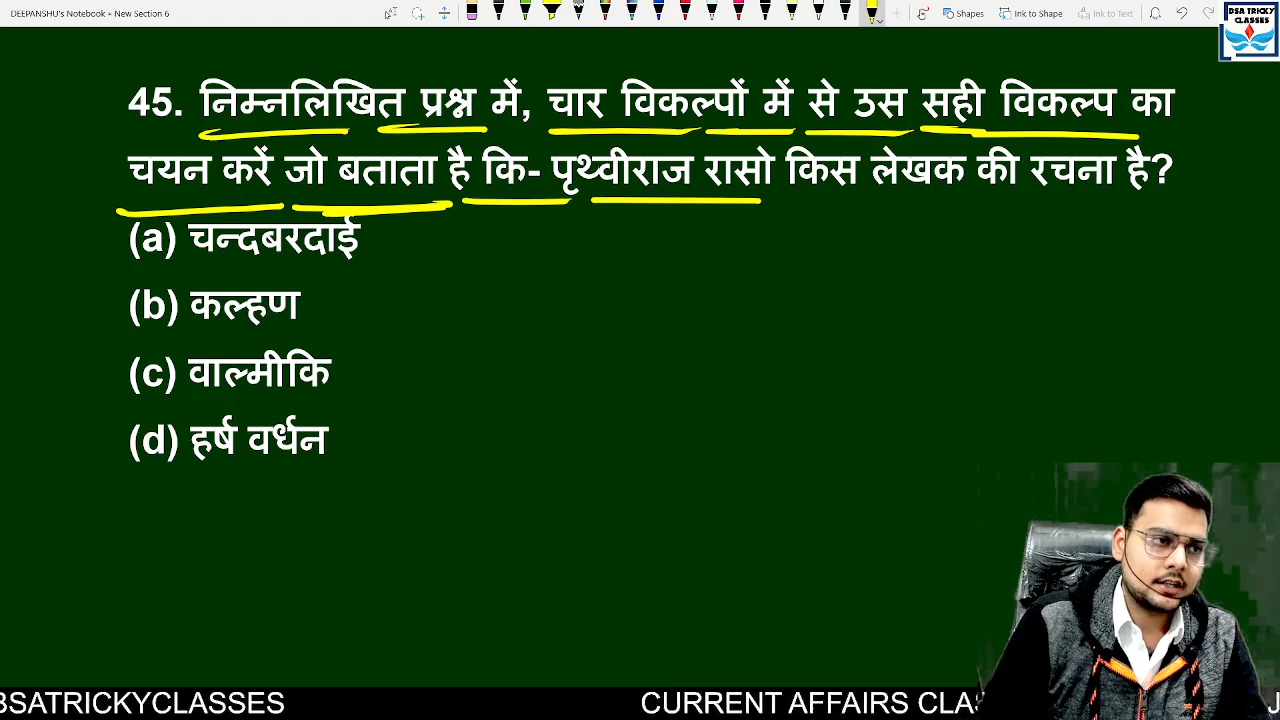 DEEPANSHU's Notebook » New Section 6
Shapes
Ink to Shape
Ink to Text
DSA TRICKY
CLASSES
45. निम्नलिखित प्रश्न में, चार विकल्पों में से उस सही विकल्प का
चयन करें जो बताता है कि- पृथ्वीराज रासो किस लेखक की रचना है?
(a) चन्दबरदाई
(b) कल्हण
(c) वाल्मीकि
(d) हर्ष वर्धन
BSATRICKYCLASSES
CURRENT AFFAIRS CLAS